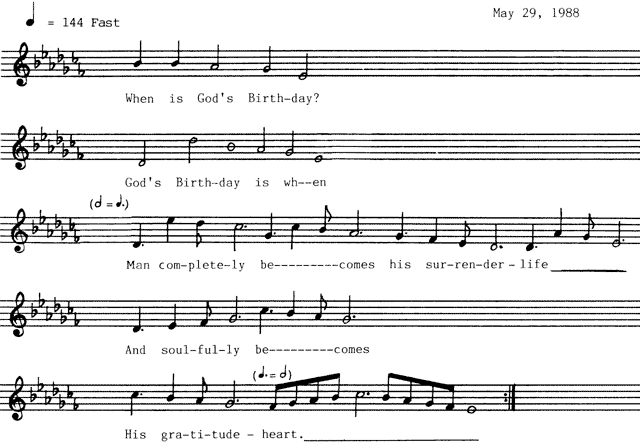 May 29, 1988
= 144 Fast
When is God's Birth-day?
God's Birth-day is wh--en
Man com-plete-ly be---------comes his sur-ren-der-life
And soul-ful-ly be---------comes
His gra-ti-tude-heart.